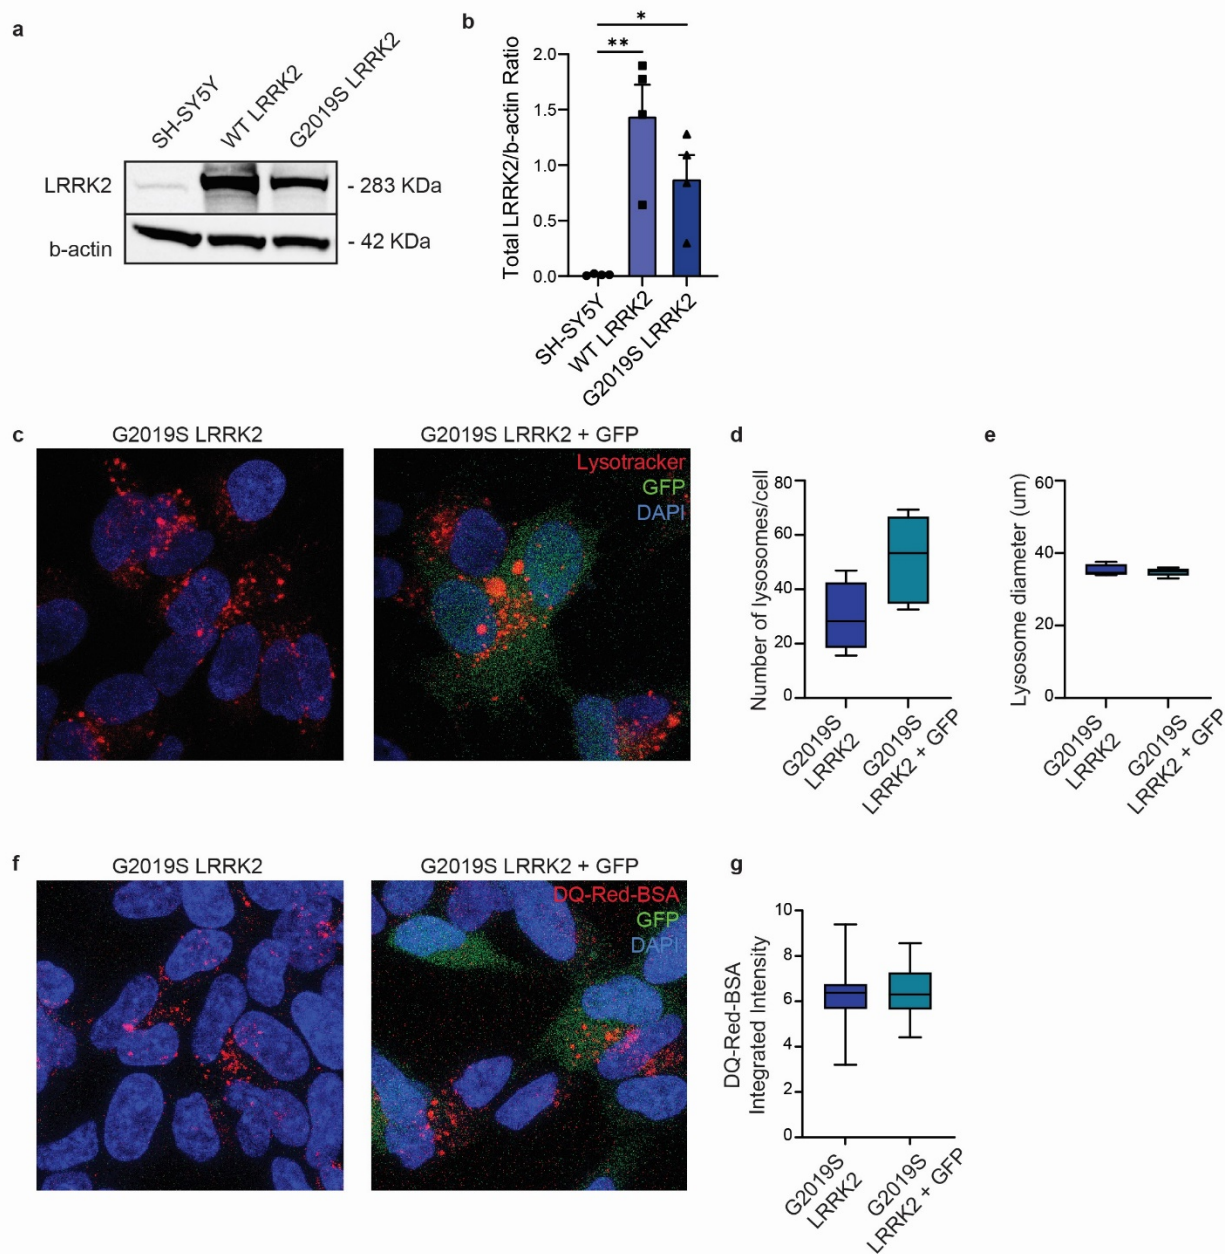 a
SH-SY5Y
WT LRRK2
G2019S LRRK2
LRRK2
- 283 KDa
b-actin
- 42 KDa
b
*
**
Total LRRK2/b-actin Ratio
2.0
1.5
1.0
0.5
0.0
SH-SY5Y
WT LRRK2
G2019S LRRK2
c
G2019S LRRK2
G2019S LRRK2 + GFP
Lysotracker
GFP
DAPI
d
Number of lysosomes/cell
80
60
40
20
0
G2019S
LRRK2
G2019S
LRRK2 + GFP
e
Lysosome diameter (um)
60
40
20
0
G2019S
LRRK2
G2019S
LRRK2 + GFP
f
G2019S LRRK2
G2019S LRRK2 + GFP
DQ-Red-BSA
GFP
DAPI
g
DQ-Red-BSA
Integrated Intensity
10
8
6
4
2
0
G2019S
LRRK2
G2019S
LRRK2 + GFP